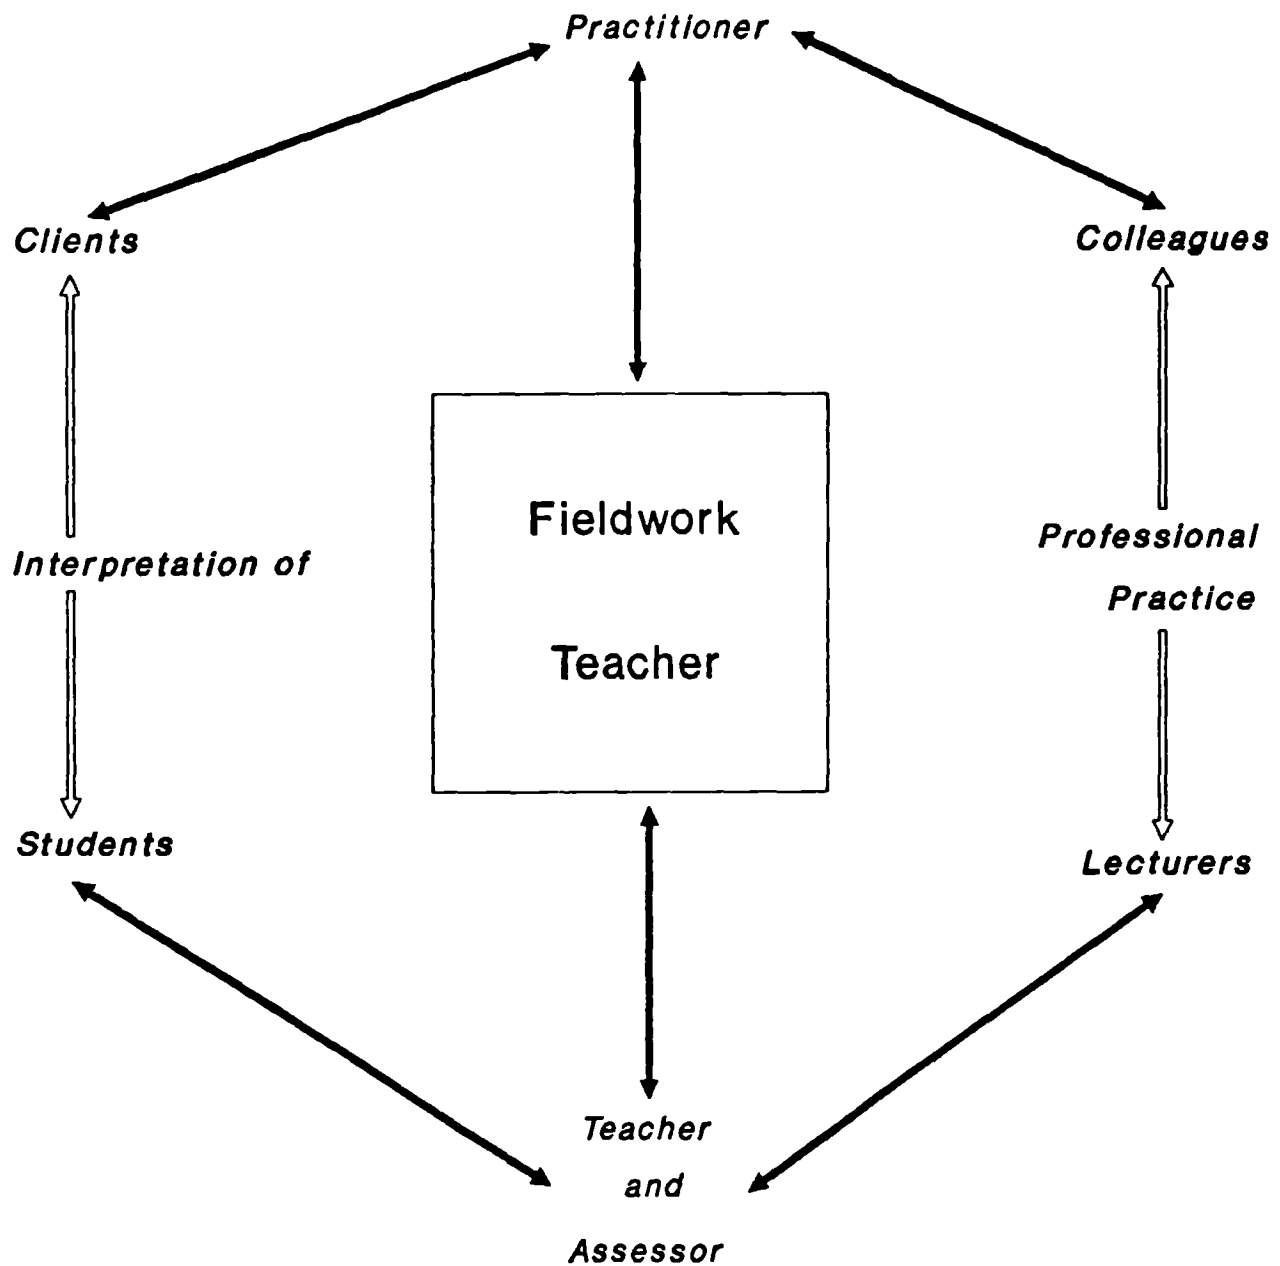 Practitioner
Clients
Colleagues
Fieldwork
Teacher
Interpretation of
Professional
Practice
Students
Lecturers
Teacher
and
Assessor